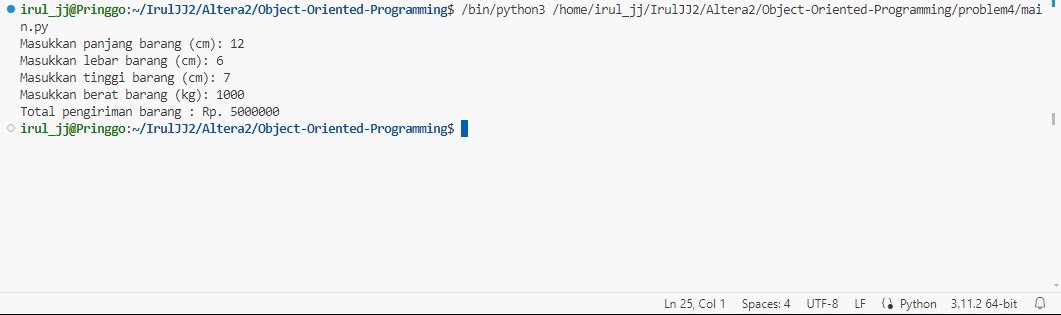 irul_jj@Pringgo:~/IrulJJ2/Altera2/Object-Oriented-Programming$ /bin/python3 /home/irul_jj/IrulJJ2/Altera2/Object-Oriented-Programming/problem4/mai
n.py
Masukkan panjang barang (cm): 12
Masukkan lebar barang (cm): 6
Masukkan tinggi barang (cm): 7
Masukkan berat barang (kg): 1000
Total pengiriman barang : Rp. 5000000
irul_jj@Pringgo:~/IrulJJ2/Altera2/Object-Oriented-Programming$
Ln 25, Col 1 Spaces: 4 UTF-8 LF Python 3.11.2 64-bit